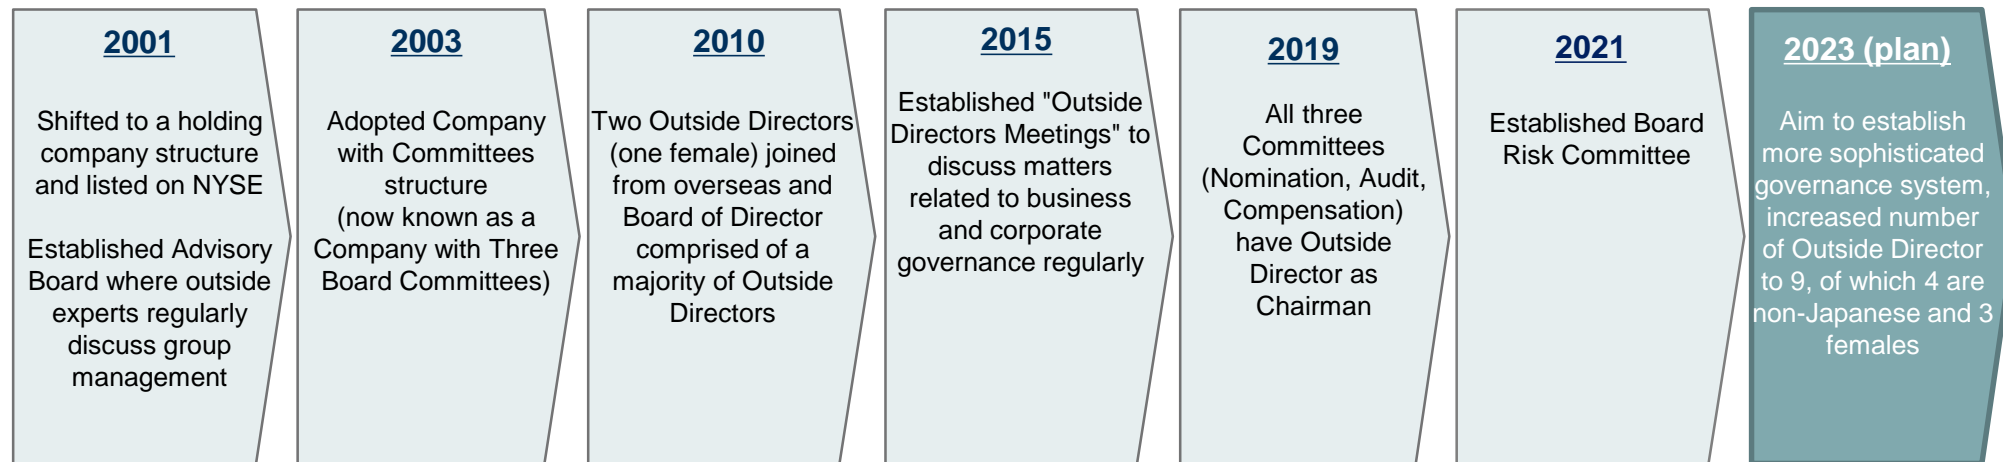 2001
Shifted to a holding
company structure
and listed on NYSE
Established Advisory
Board where outside
experts regularly
discuss group
management
2003
Adopted Company
with Committees
structure
(now known as a
Company with Three
Board Committees)
2010
Two Outside Directors
(one female) joined
from overseas and
Board of Director
comprised of a
majority of Outside
Directors
2015
Established "Outside
Directors Meetings" to
discuss matters
related to business
and corporate
governance regularly
2019
All three
Committees
(Nomination, Audit,
Compensation)
have Outside
Director as
Chairman
2021
Established Board
Risk Committee
2023 (plan)
Aim to establish
more sophisticated
governance system,
increased number
of Outside Director
to 9, of which 4 are
non-Japanese and 3
females